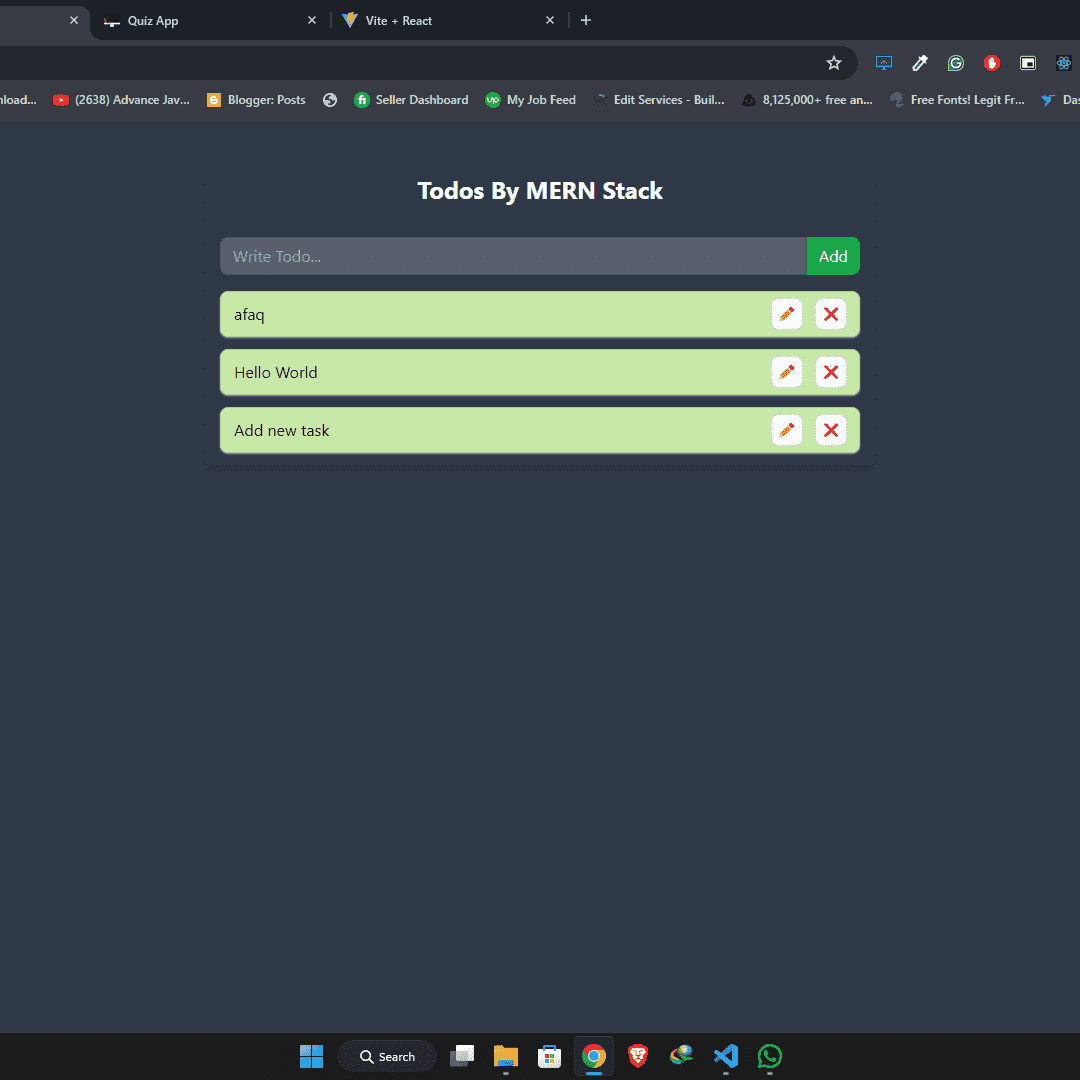 Quiz App
Vite + React
nload...
(2638) Advance Jav...
Blogger: Posts
Seller Dashboard
My Job Feed
Edit Services - Buil...
8,125,000+ free an...
Free Fonts! Legit Fr...
Das
Todos By MERN Stack
Write Todo...
Add
afaq
Hello World
Add new task
Search